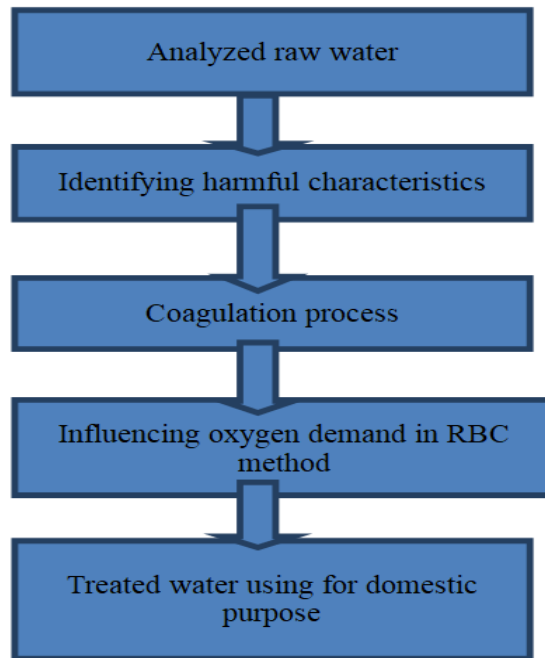 Analyzed raw water
Identifying harmful characteristics
Coagulation process
Influencing oxygen demand in RBC
method
Treated water using for domestic
purpose